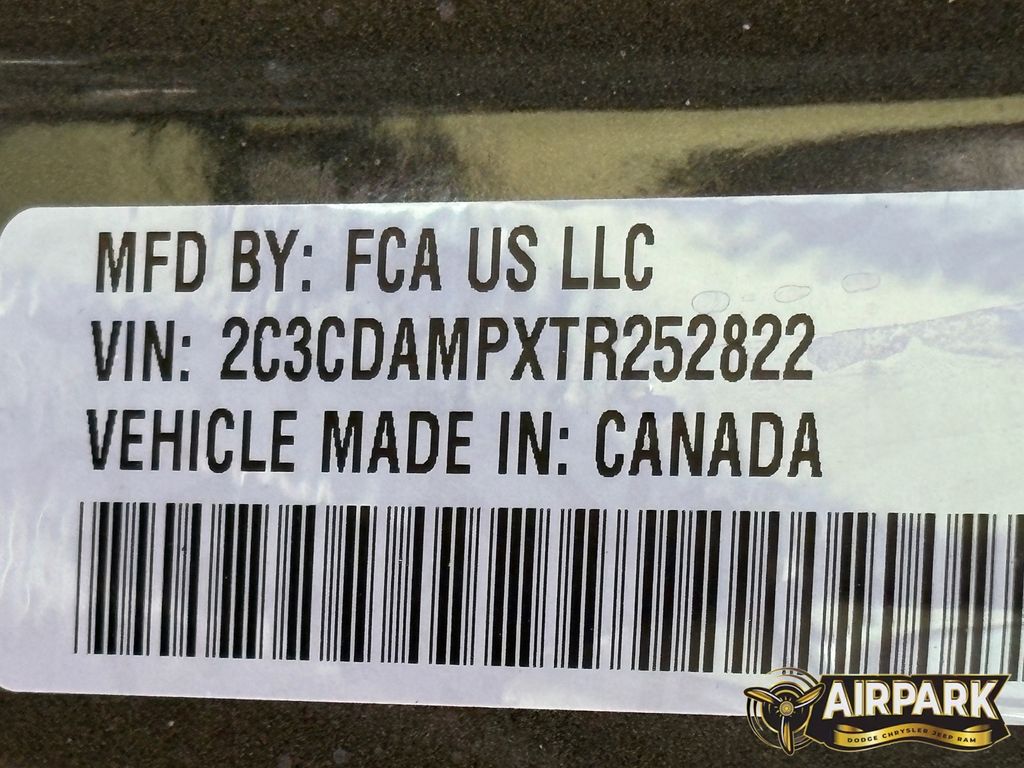 MFD BY: FCA US LLC
VIN: 2C3CDAMPXTR252822
VEHICLE MADE IN: CANADA
AIRPARK
DODGE CHRYSLER JEEP RAM